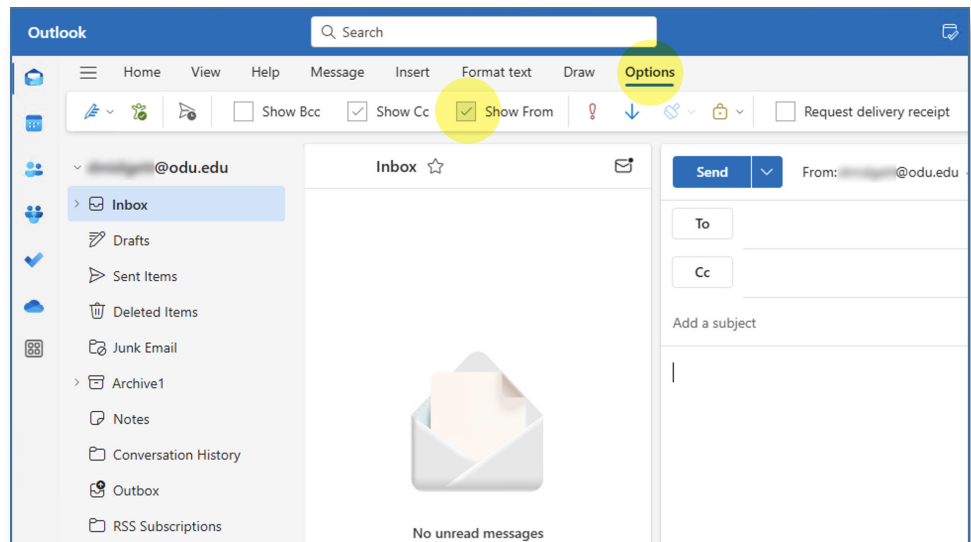 Outlook
Search
Home View Help Message Insert Format text Draw Options
Show Bcc Show Cc Show From Request delivery receipt
@odu.edu
Inbox
Drafts
Sent Items
Deleted Items
Junk Email
Archive1
Notes
Conversation History
Outbox
RSS Subscriptions
Inbox
No unread messages
Send From: @odu.edu
To
Cc
Add a subject